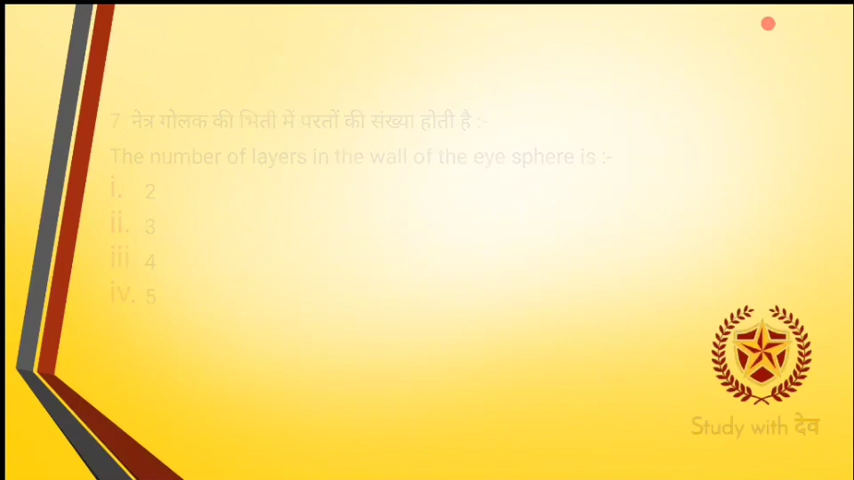 7 नेत्र गोलक की भिती में परतों की संख्या होती है :-
The number of layers in the wall of the eye sphere is :-
i. 2
ii. 3
iii 4
iv. 5
Study with देव